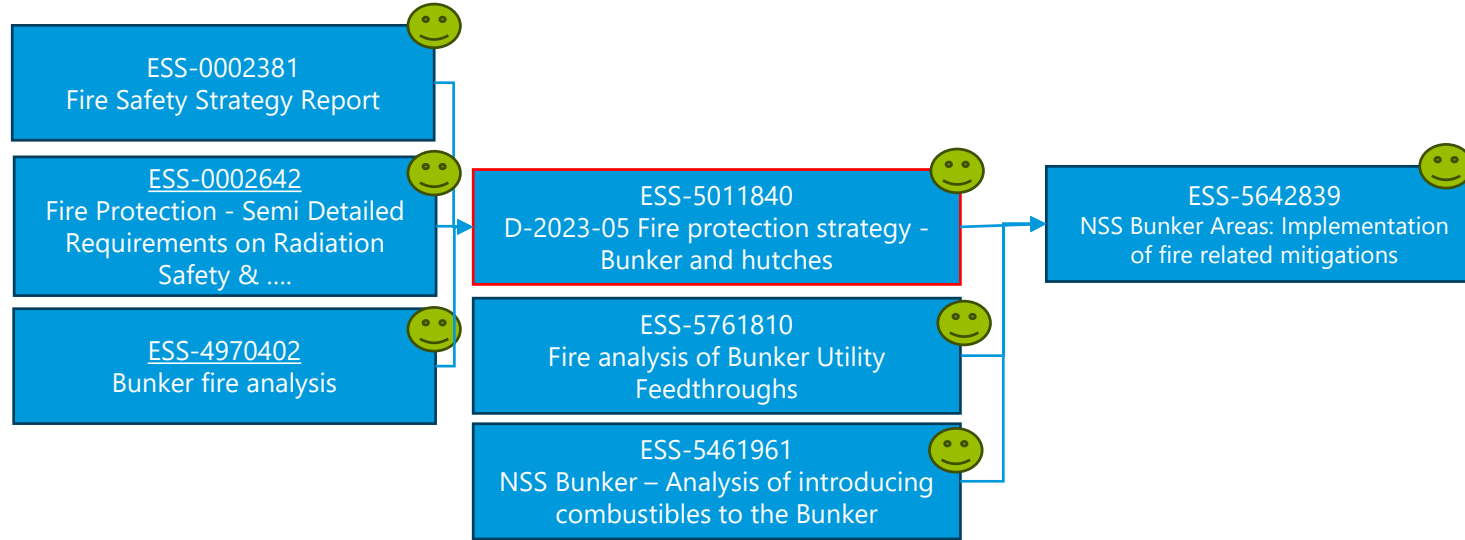 ESS-0002381
Fire Safety Strategy Report
ESS-0002642
Fire Protection - Semi Detailed
Requirements on Radiation
Safety & ....
ESS-4970402
Bunker fire analysis
ESS-5011840
D-2023-05 Fire protection strategy -
Bunker and hutches
ESS-5761810
Fire analysis of Bunker Utility
Feedthroughs
ESS-5461961
NSS Bunker – Analysis of introducing
combustibles to the Bunker
ESS-5642839
NSS Bunker Areas: Implementation
of fire related mitigations